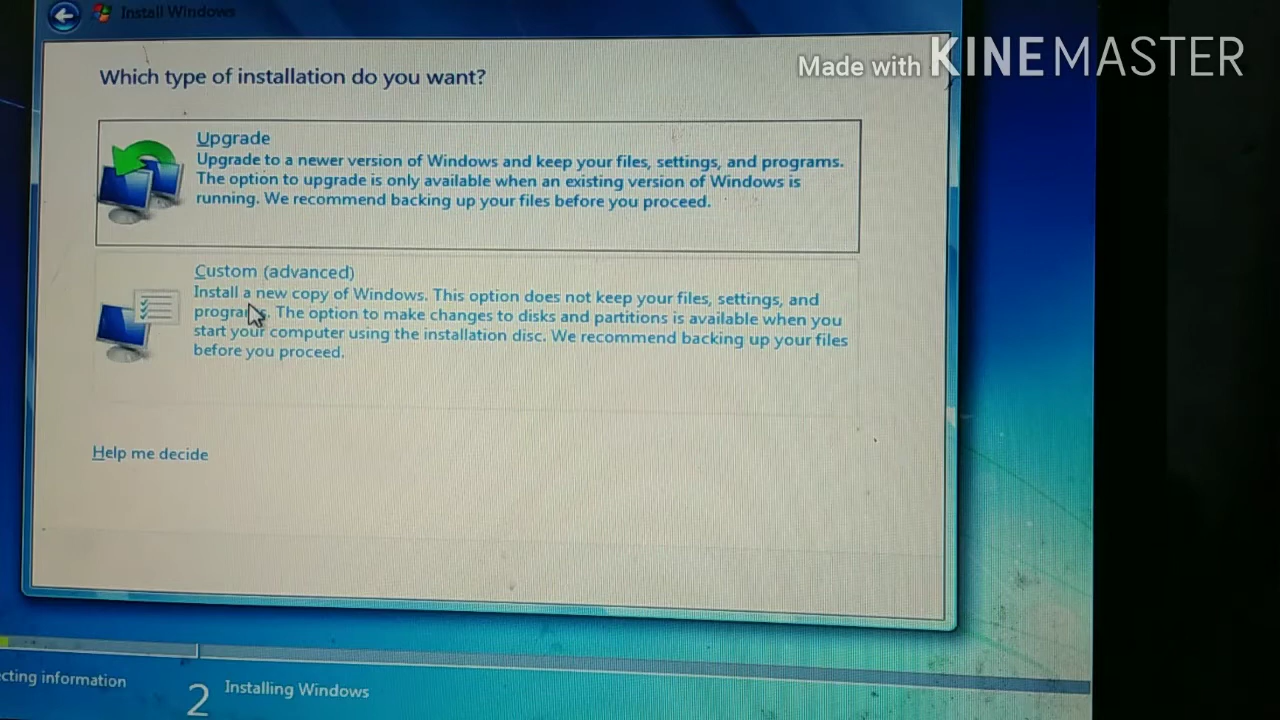 Install Windows
Made with KINEMASTER
Which type of installation do you want?
Upgrade
Upgrade to a newer version of Windows and keep your files, settings, and programs.
The option to upgrade is only available when an existing version of Windows is
running. We recommend backing up your files before you proceed.
Custom (advanced)
Install a new copy of Windows. This option does not keep your files, settings, and
programs. The option to make changes to disks and partitions is available when you
start your computer using the installation disc. We recommend backing up your files
before you proceed.
Help me decide
information
2 Installing Windows